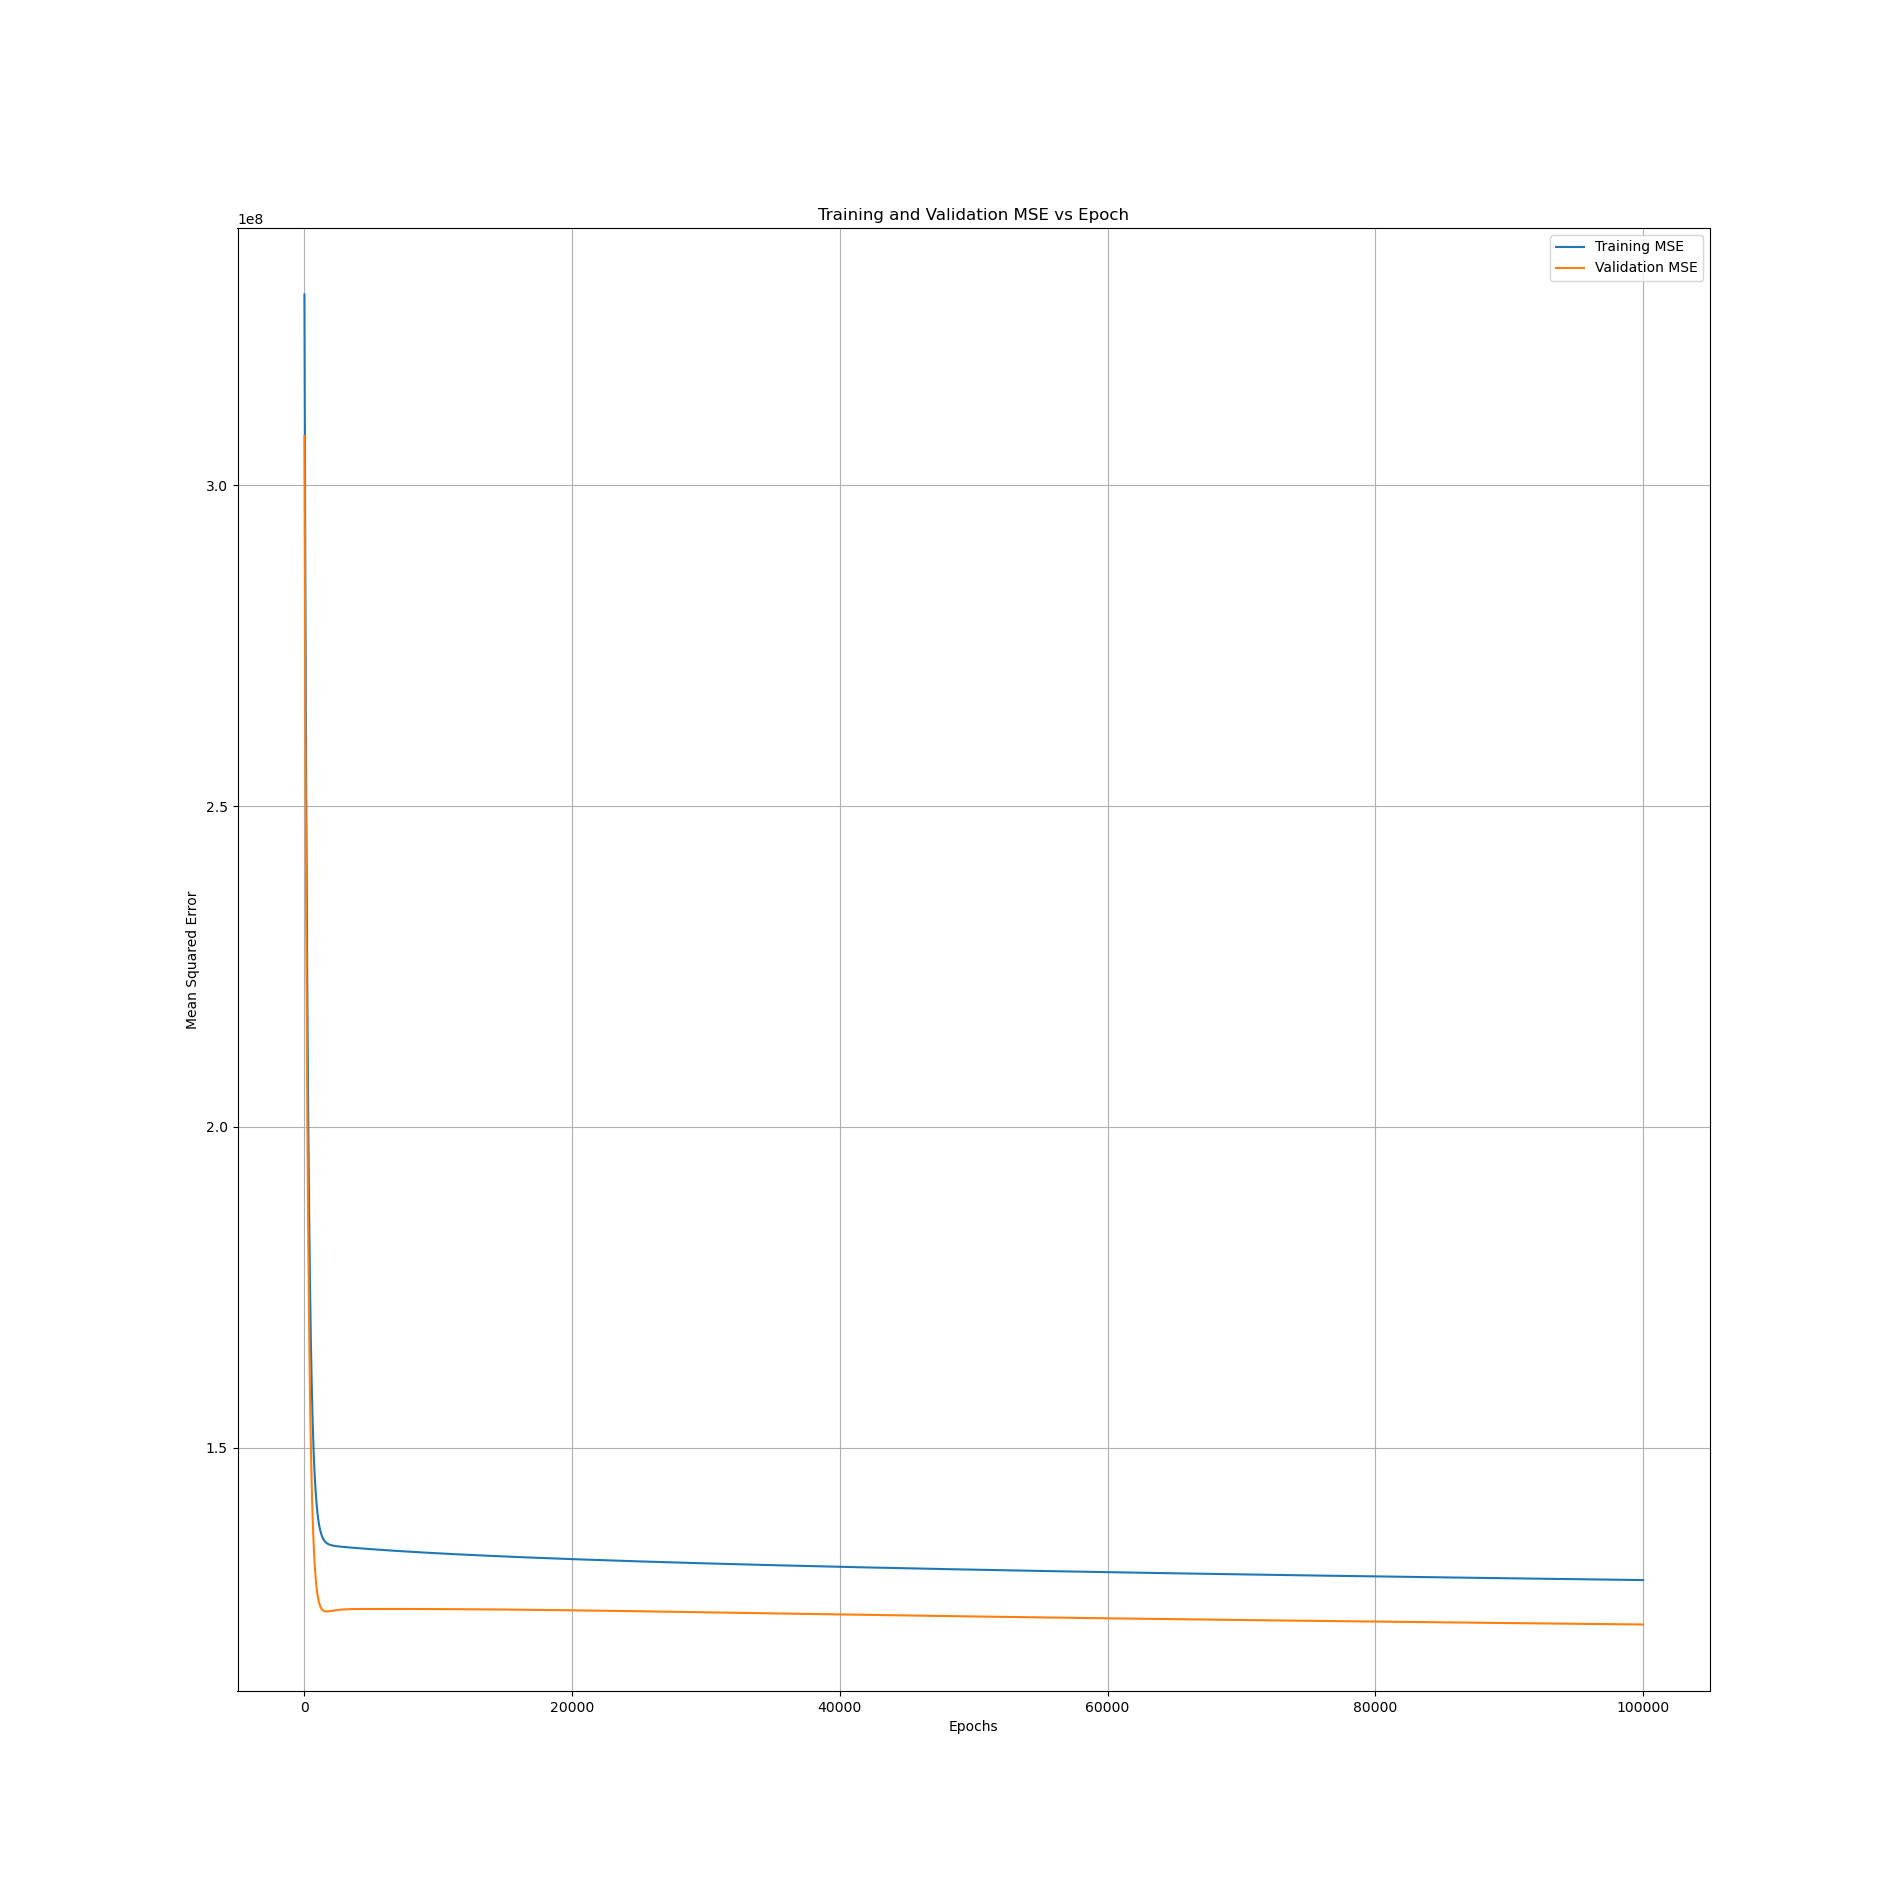 Training and Validation MSE vs Epoch
1e8
Training MSE
Validation MSE
3.0
2.5
2.0
1.5
Mean Squared Error
0 20000 40000 60000 80000 100000
Epochs